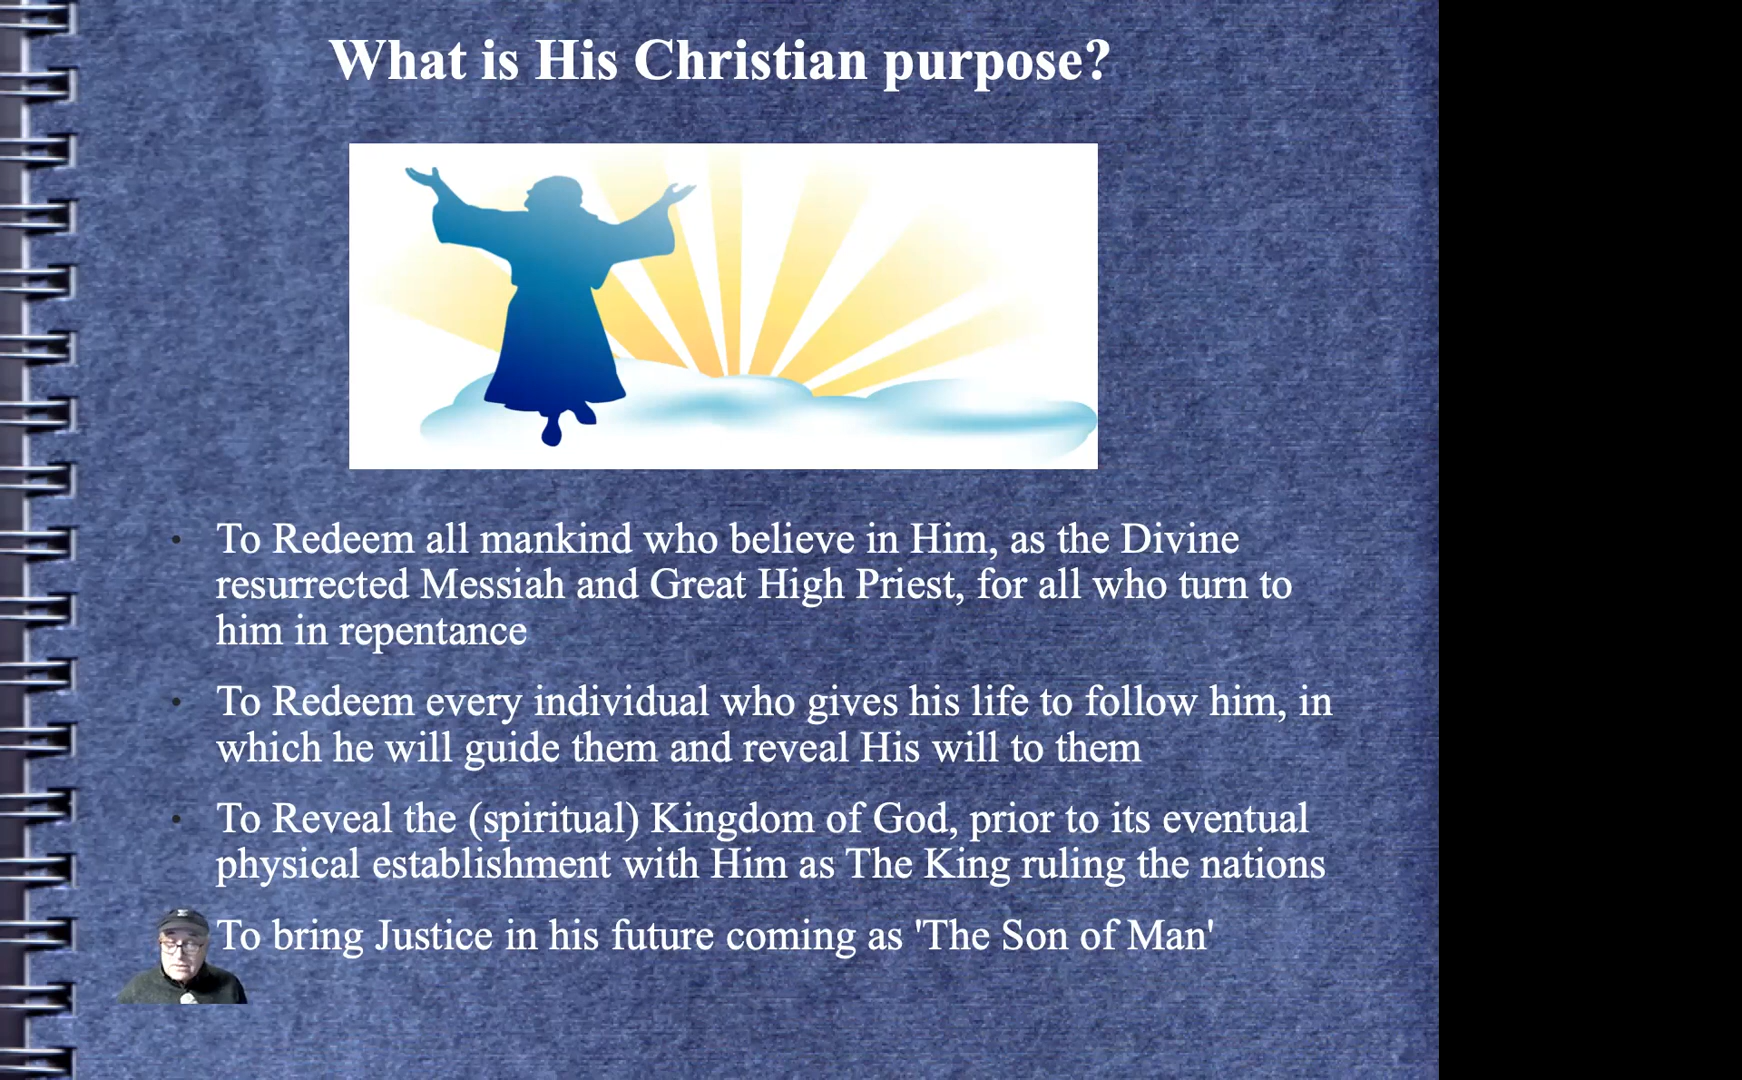 What is His Christian purpose?
To Redeem all mankind who believe in Him, as the Divine
resurrected Messiah and Great High Priest, for all who turn to
him in repentance
To Redeem every individual who gives his life to follow him, in
which he will guide them and reveal His will to them
To Reveal the (spiritual) Kingdom of God, prior to its eventual
physical establishment with Him as The King ruling the nations
To bring Justice in his future coming as 'The Son of Man'